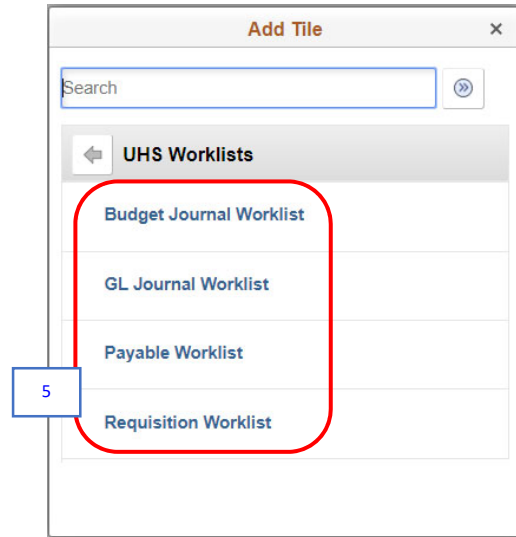 Add Tile ×
Search
UHS Worklists
Budget Journal Worklist
GL Journal Worklist
Payable Worklist
5
Requisition Worklist